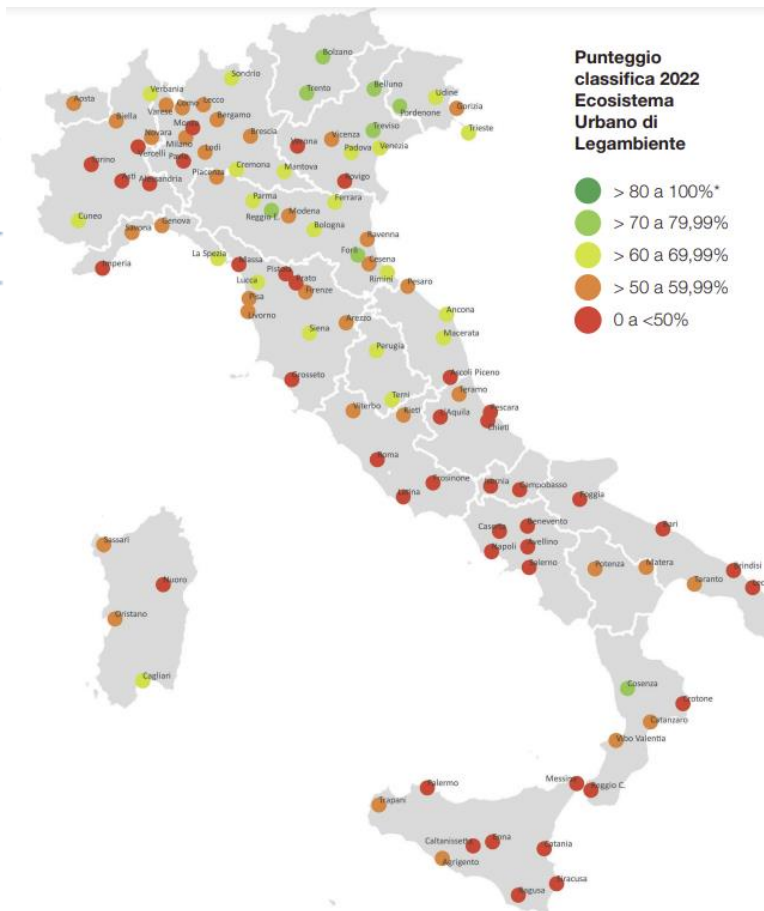 Punteggio
classifica 2022
Ecosistema
Urbano di
Legambiente
> 80 a 100%*
> 70 a 79,99%
> 60 a 69,99%
> 50 a 59,99%
0 a <50%
Bolzano
Sondrio
Trento
Belluno
Verbania
Udine
Aosta
Como
Lecco
Gorizia
Varese
Pordenone
Biella
Bergamo
Treviso
Trieste
Monza
Brescia
Vicenza
Novara
Verona
Milano
Lodi
Padova
Venezia
Vercelli
Pavia
Torino
Cremona
Mantova
Piacenza
Rovigo
Asti
Alessandria
Parma
Ferrara
Reggio E.
Modena
Cuneo
Genova
Bologna
Savona
Ravenna
Forlì
La Spezia
Massa
Cesena
Imperia
Pistoia
Rimini
Prato
Lucca
Firenze
Pesaro
Pisa
Livorno
Arezzo
Ancona
Siena
Macerata
Perugia
Grosseto
Ascoli Piceno
Terni
Teramo
Viterbo
Rieti
L'Aquila
Pescara
Chieti
Roma
Frosinone
Isernia
Campobasso
Latina
Foggia
Caserta
Benevento
Bari
Napoli
Avellino
Sassari
Salerno
Potenza
Matera
Brindisi
Nuoro
Taranto
Lec
Oristano
Cagliari
Cosenza
Crotone
Catanzaro
Vibo Valentia
Messina
Palermo
Reggio C.
Trapani
Caltanissetta
Enna
Catania
Agrigento
Siracusa
Ragusa